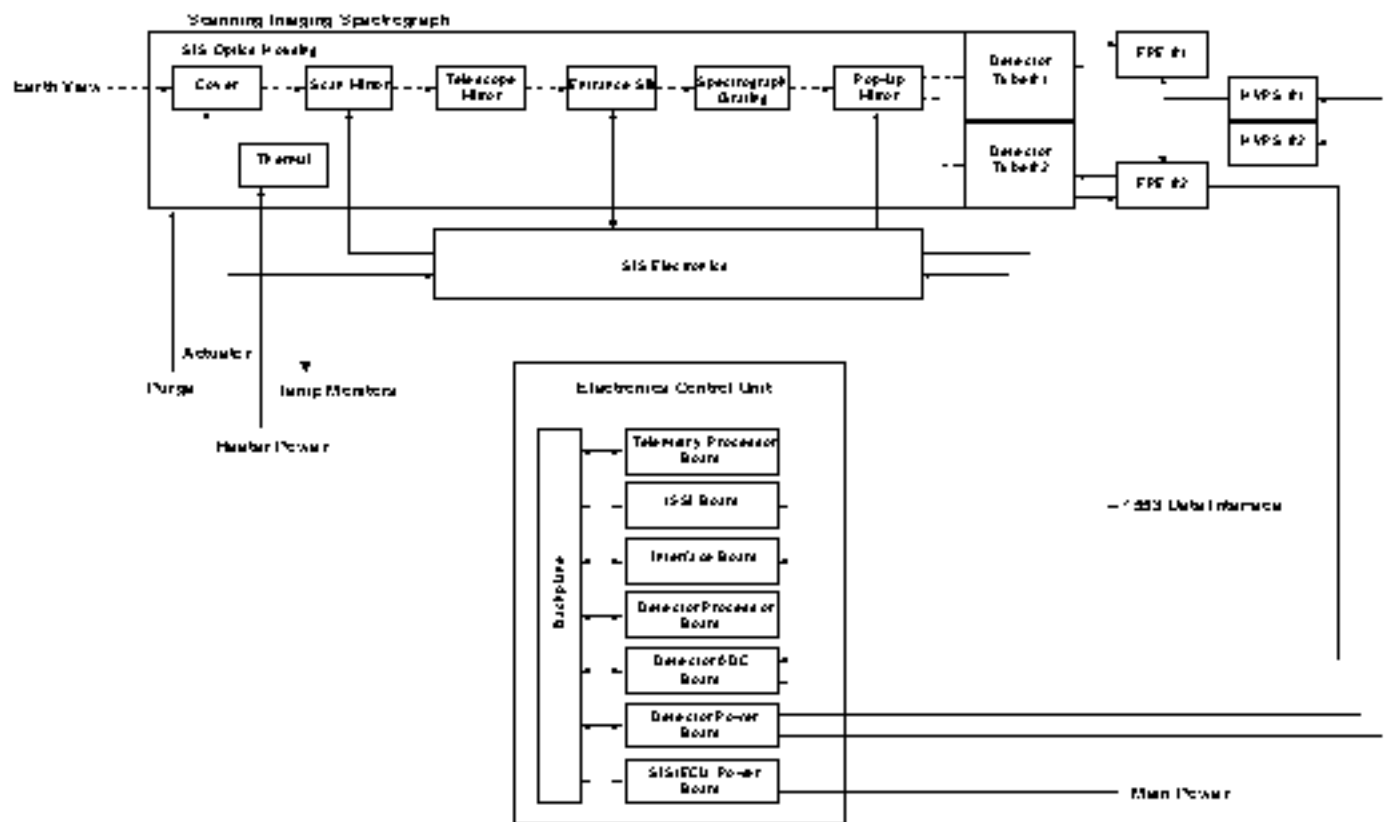 Scanning Imaging Spectrograph
SIS Optics Housing
Earth View
Cover
Scan Mirror
Telescope
Mirror
Entrance Slit
Spectrograph
Grating
Pop-Up
Mirror
Detector
Tube #1
Detector
Tube #2
FPE #1
FPE #2
HVPS #1
HVPS #2
Thermal
SIS Electronics
Actuator
Purge
Temp Monitors
Heater Power
Electronics Control Unit
Backplane
Telemetry Processor
Board
Board
Interface Board
Detector Processor
Board
Detector
Board
Detector Power
Board
SIS/ECU Power
Board
1553 Data Interface
Main Power